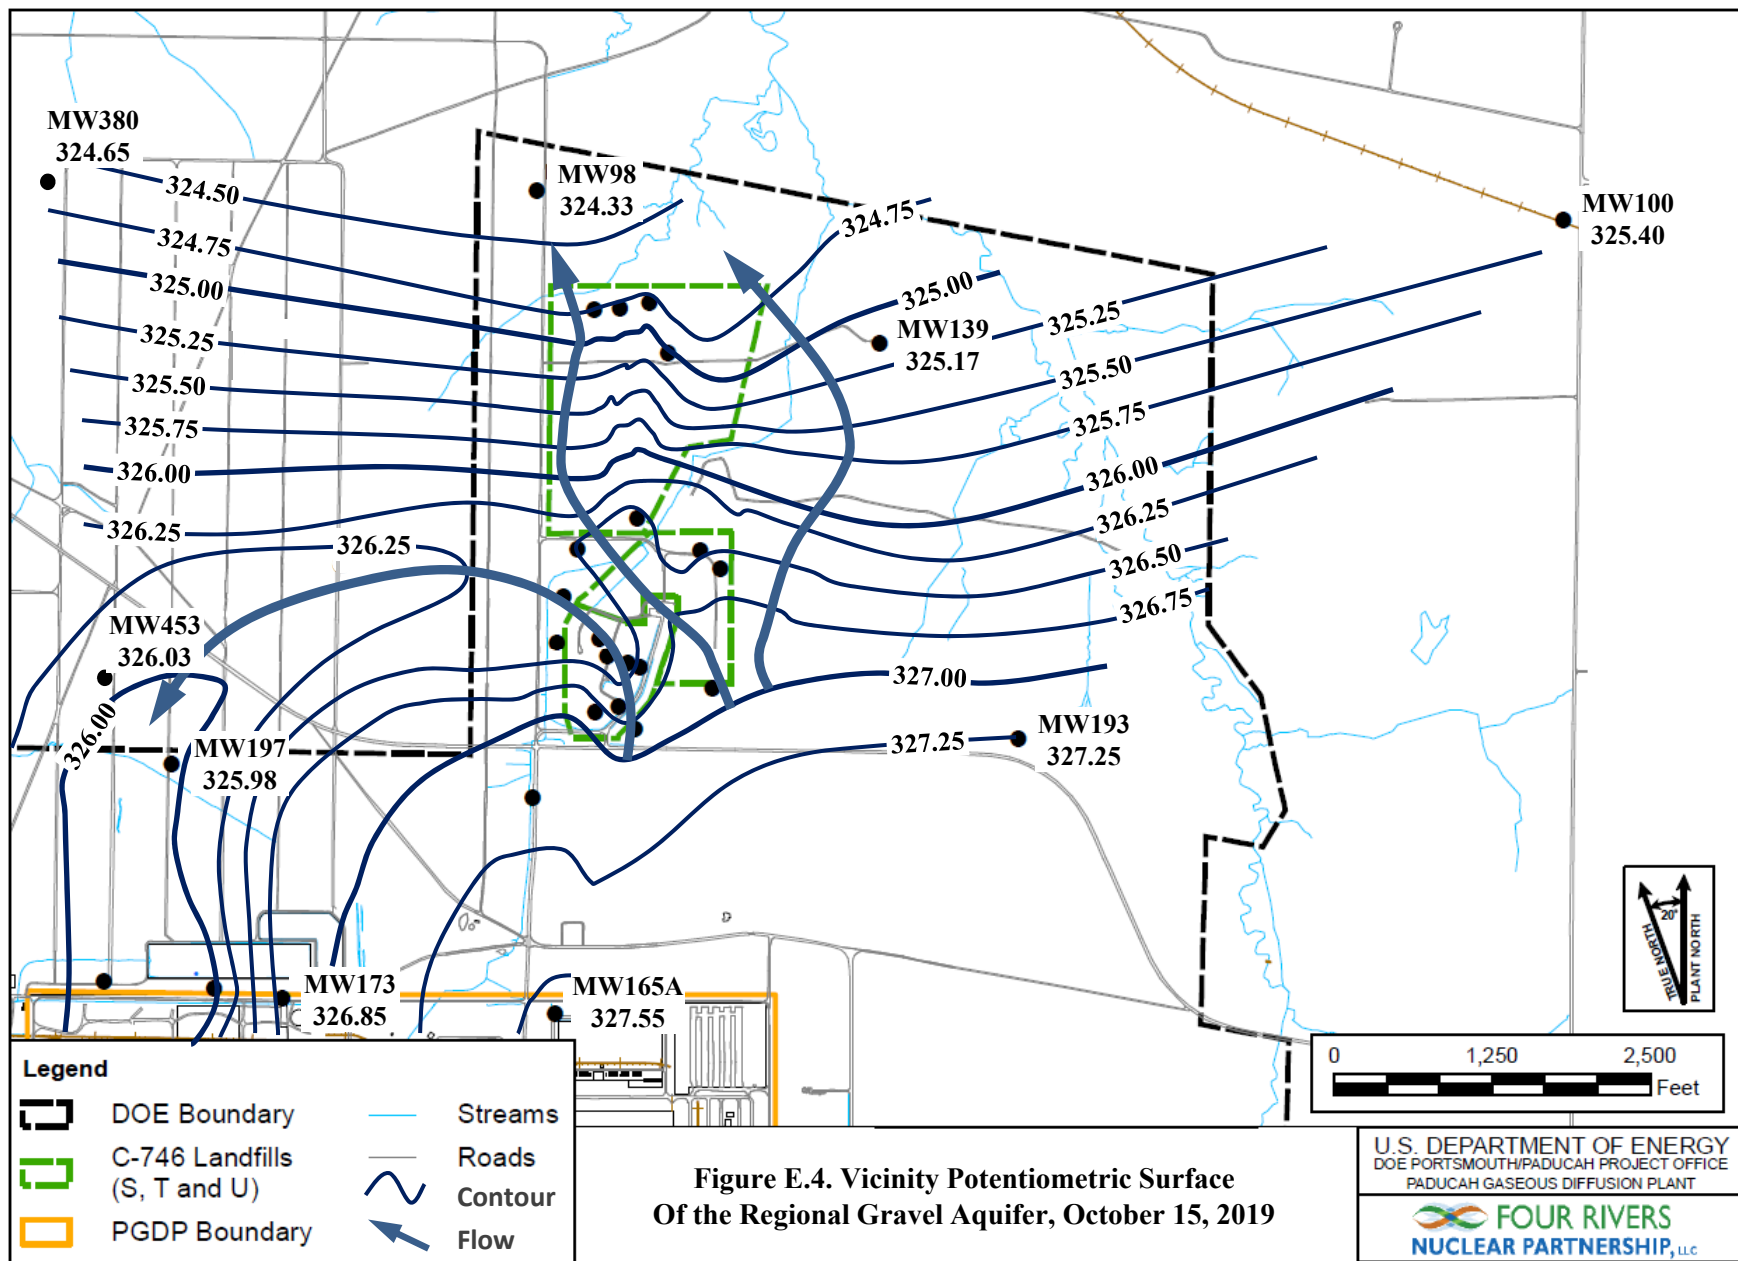 MW380
324.65
324.50
MW98
324.33
324.75
324.75
MW100
325.40
325.00
325.00
325.25
325.25
MW139
325.17
325.50
325.50
325.75
325.75
326.00
326.00
326.25
326.25
326.25
326.50
326.75
MW453
326.03
327.00
326.00
MW197
325.98
327.25
MW193
327.25
MW173
326.85
MW165A
327.55
20°
TRUE NORTH
PLANT NORTH
0 1,250 2,500
Feet
Legend
DOE Boundary
C-746 Landfills
(S, T and U)
PGDP Boundary
Streams
Roads
Contour
Flow
Figure E.4. Vicinity Potentiometric Surface
Of the Regional Gravel Aquifer, October 15, 2019
U.S. DEPARTMENT OF ENERGY
DOE PORTSMOUTH/PADUCAH PROJECT OFFICE
PADUCAH GASEOUS DIFFUSION PLANT
FOUR RIVERS
NUCLEAR PARTNERSHIP, LLC